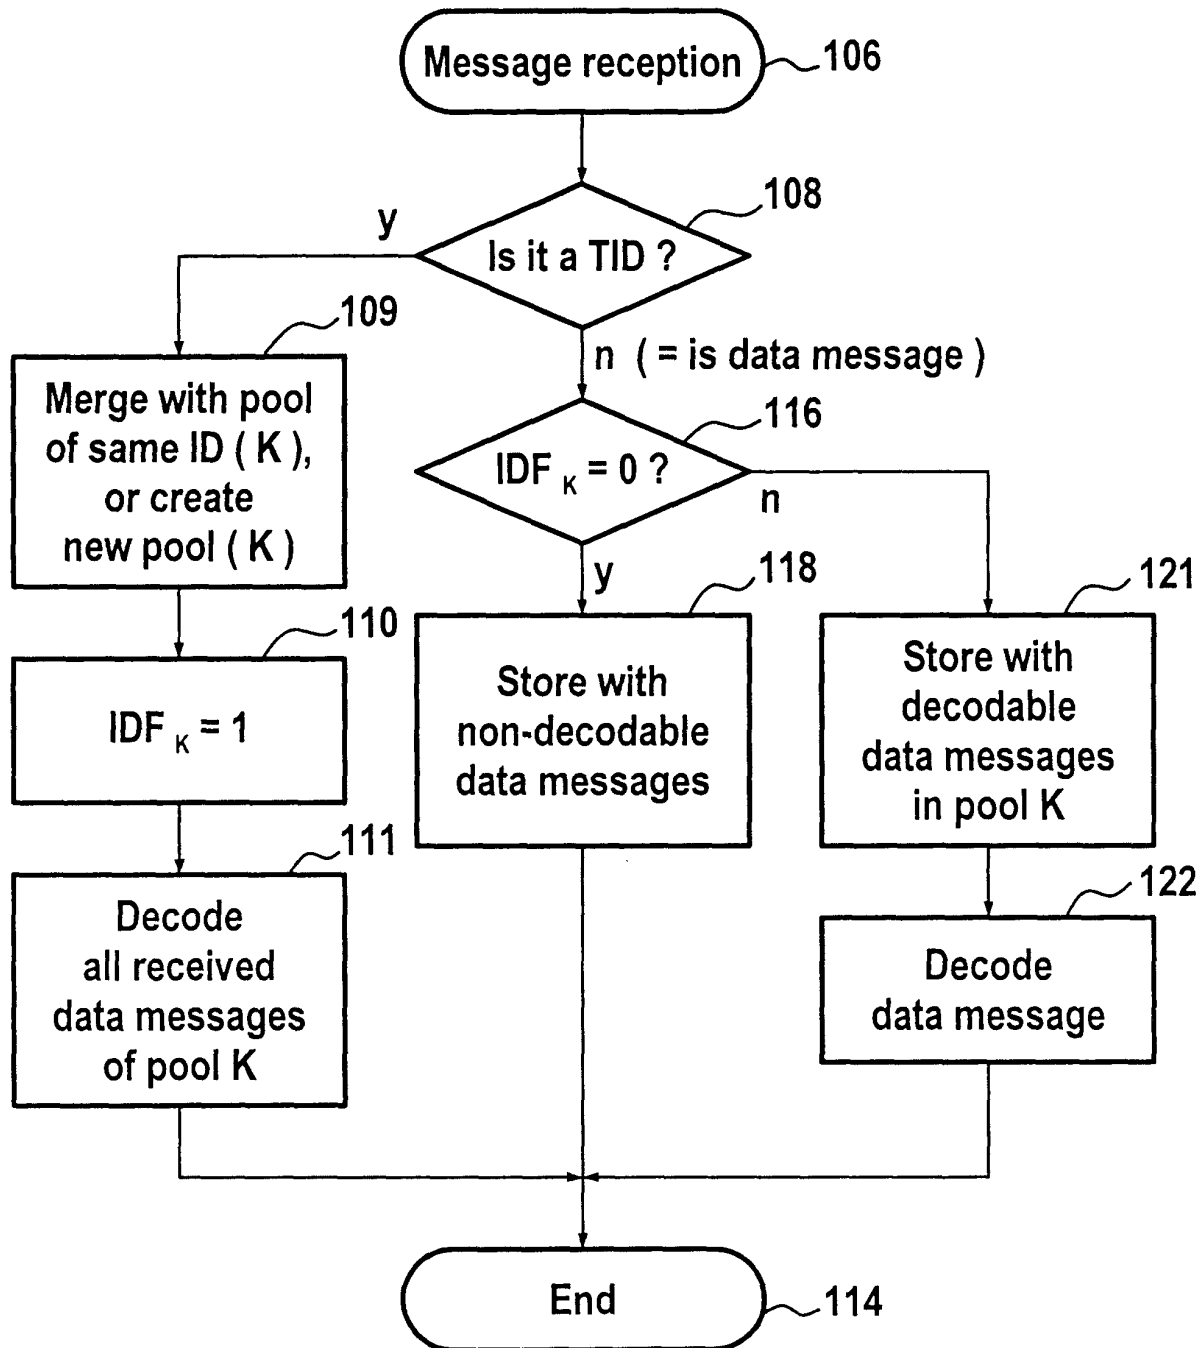 Message reception
106
Is it a TID ?
108
y
n ( = is data message )
109
Merge with pool
of same ID ( K ),
or create
new pool ( K )
IDF K = 0 ?
116
n
y
110
IDF K = 1
118
Store with
non-decodable
data messages
121
Store with
decodable
data messages
in pool K
111
Decode
all received
data messages
of pool K
122
Decode
data message
End
114